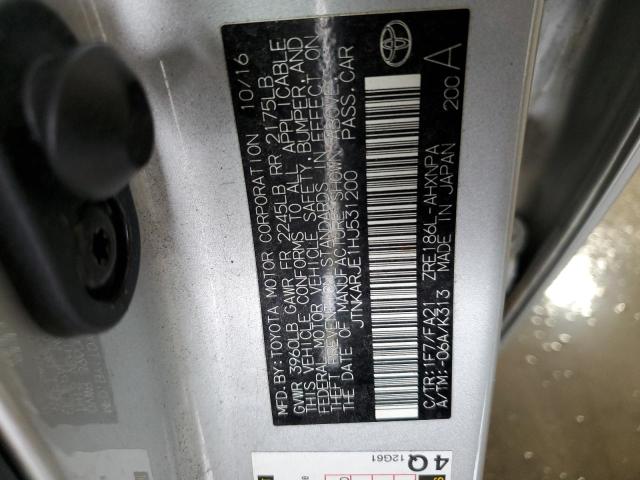 MFD.BY:TOYOTA MOTOR CORPORATION 10/16
GVWR 3960LB GAWR FR 2245LB RR 2175LB
THIS VEHICLE CONFORMS TO ALL APPLICABLE
FEDERAL MOTOR VEHICLE SAFETY, BUMPER, AND
THEFT PREVENTION STANDARDS IN EFFECT ON
THE DATE OF MANUFACTURE SHOWN ABOVE.
JTNKARJE1HJ531200 PASS.CAR
C/TR:1F7/FA21 ZRE186L-AHXNPA
A/TM:-06A/K313 MADE IN JAPAN 200 A
4Q
12G61